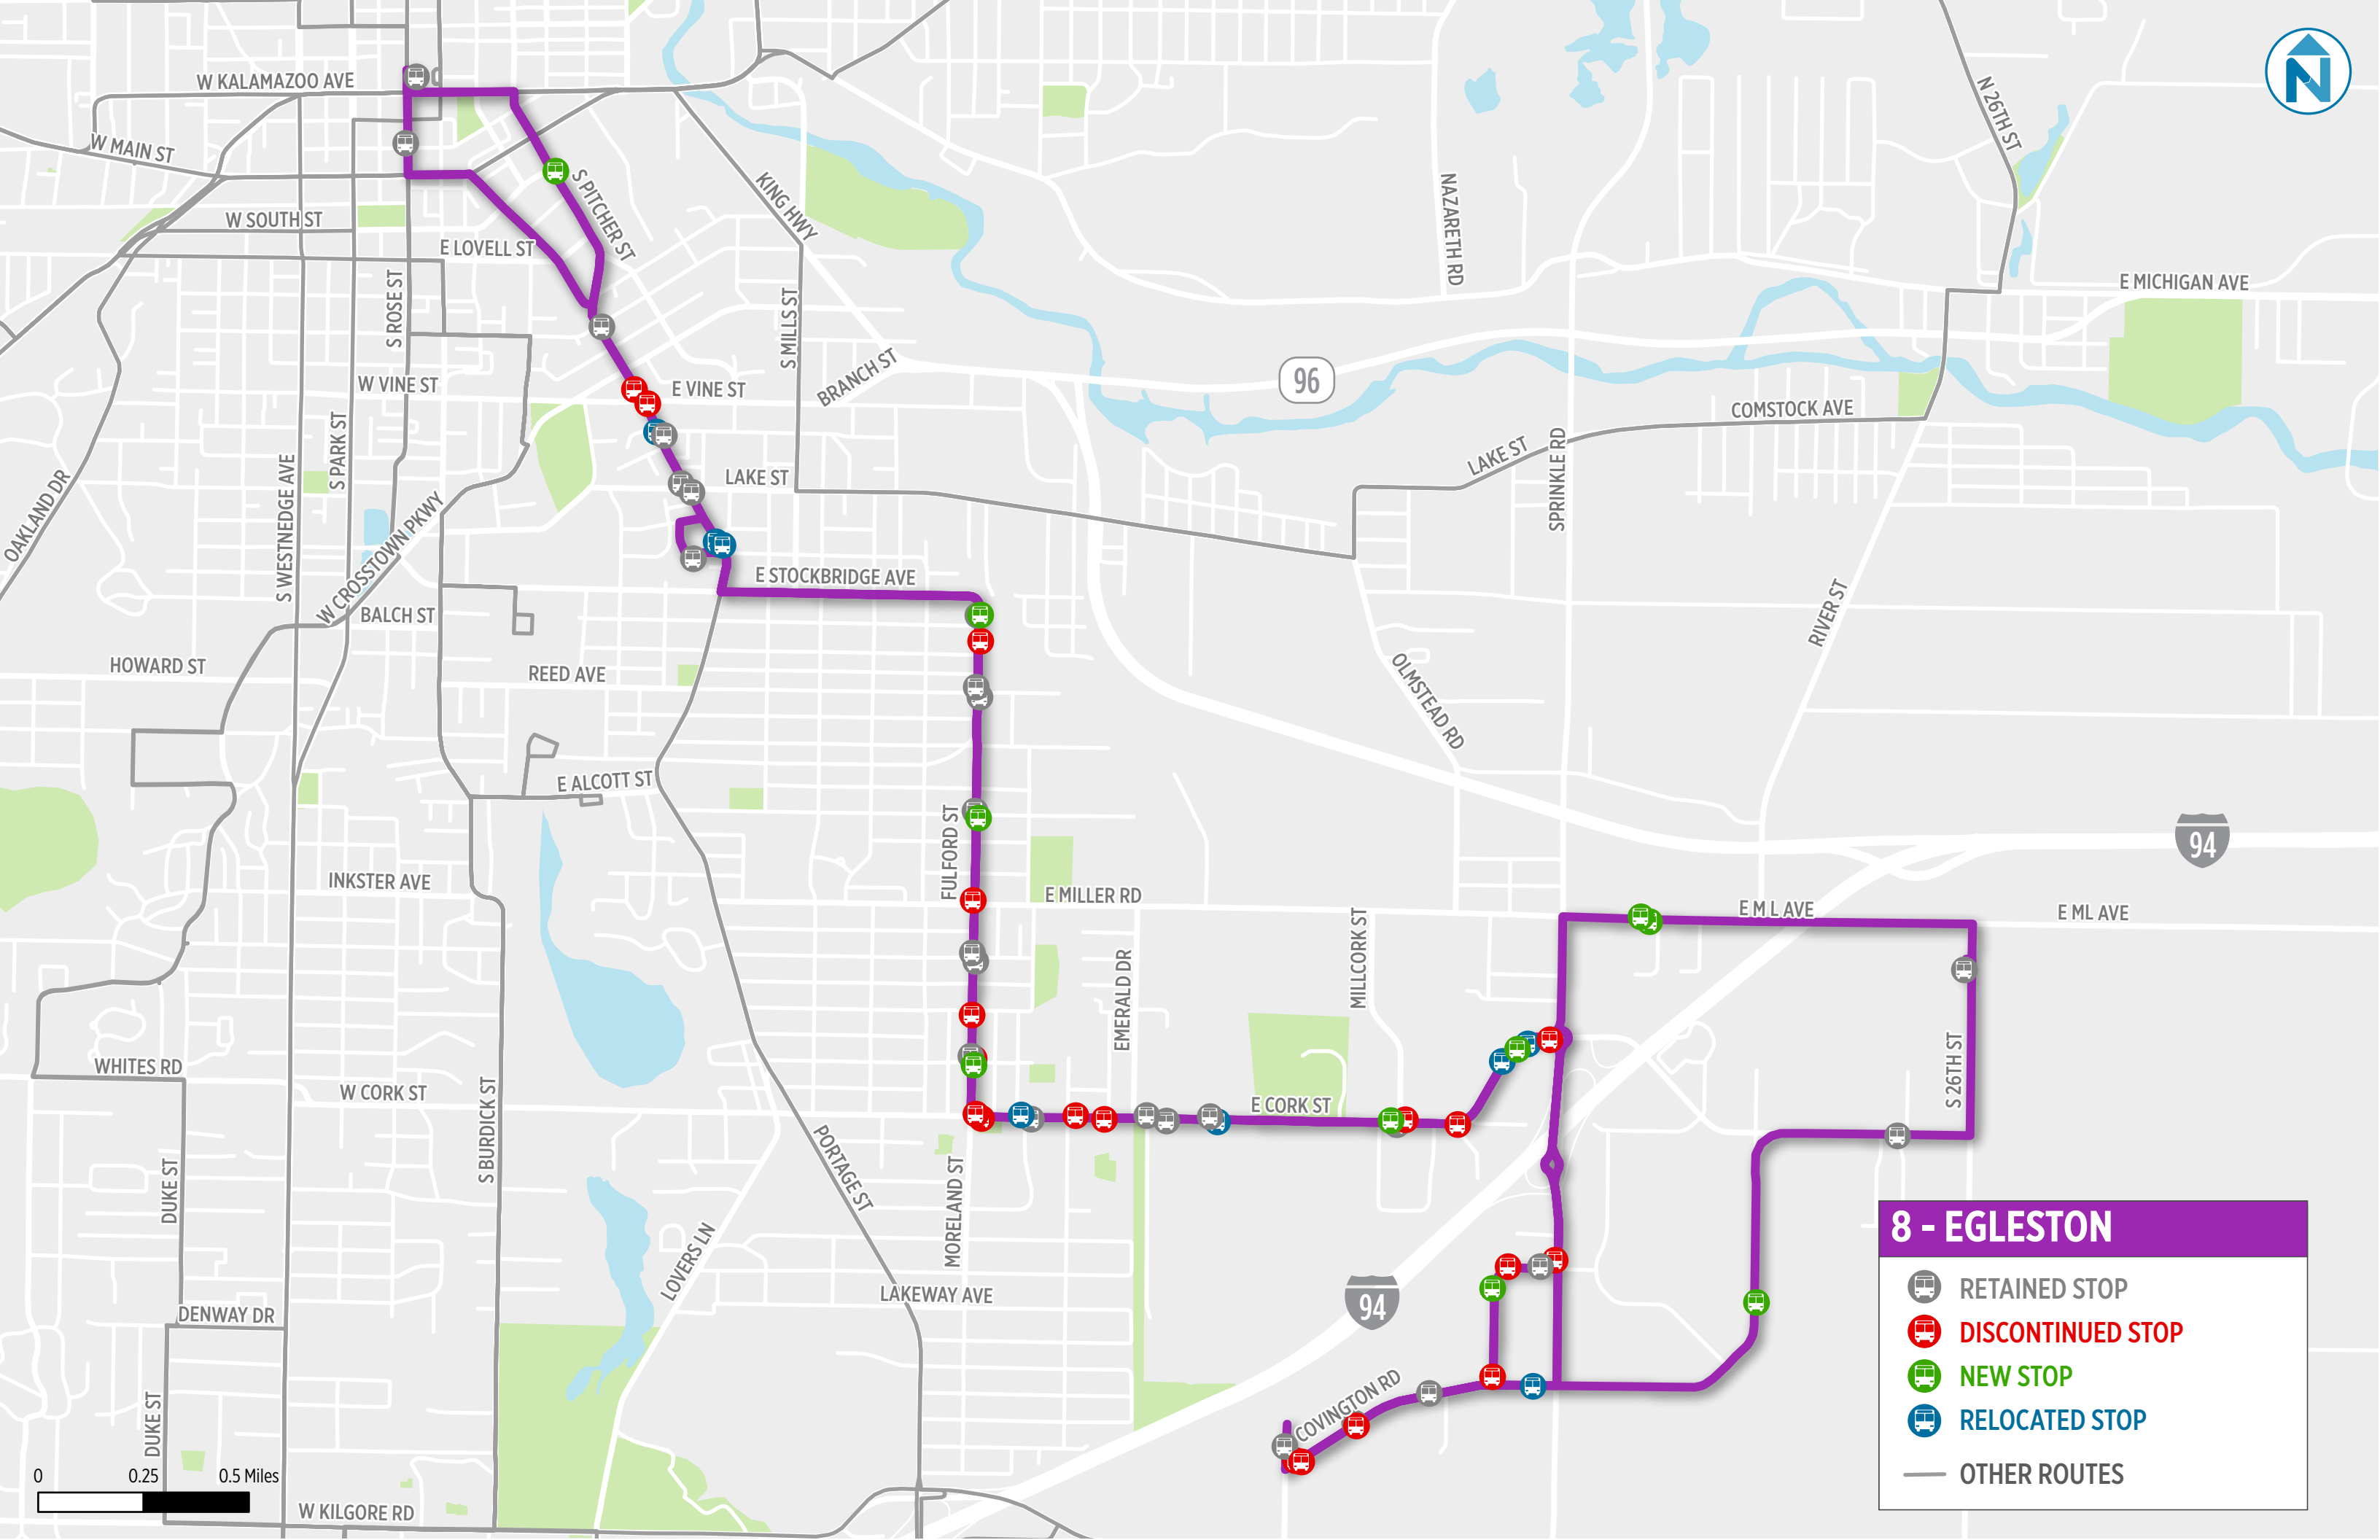 W KALAMAZOO AVE
N
N 26TH ST
W MAIN ST
S PITCHER ST
KING HWY
NAZARETH RD
W SOUTH ST
E LOVELL ST
E MICHIGAN AVE
S ROSE ST
S MILLS ST
BRANCH ST
96
W VINE ST
E VINE ST
COMSTOCK AVE
S PARK ST
LAKE ST
SPRINKLE RD
LAKE ST
OAKLAND DR
S WESTNEDGE AVE
W CROSSTOWN PKWY
E STOCKBRIDGE AVE
BALCH ST
RIVER ST
HOWARD ST
REED AVE
OLMSTEAD RD
E ALCOTT ST
FULFORD ST
94
INKSTER AVE
E MILLER RD
E M L AVE
E ML AVE
MILLCORK ST
EMERALD DR
WHITES RD
W CORK ST
E CORK ST
S 26TH ST
S BURDICK ST
PORTAGE ST
DUKE ST
MORELAND ST
LOVERS LN
LAKEWAY AVE
94
DENWAY DR
COVINGTON RD
DUKE ST
0 0.25 0.5 Miles
W KILGORE RD
8 - EGLESTON
RETAINED STOP
DISCONTINUED STOP
NEW STOP
RELOCATED STOP
OTHER ROUTES